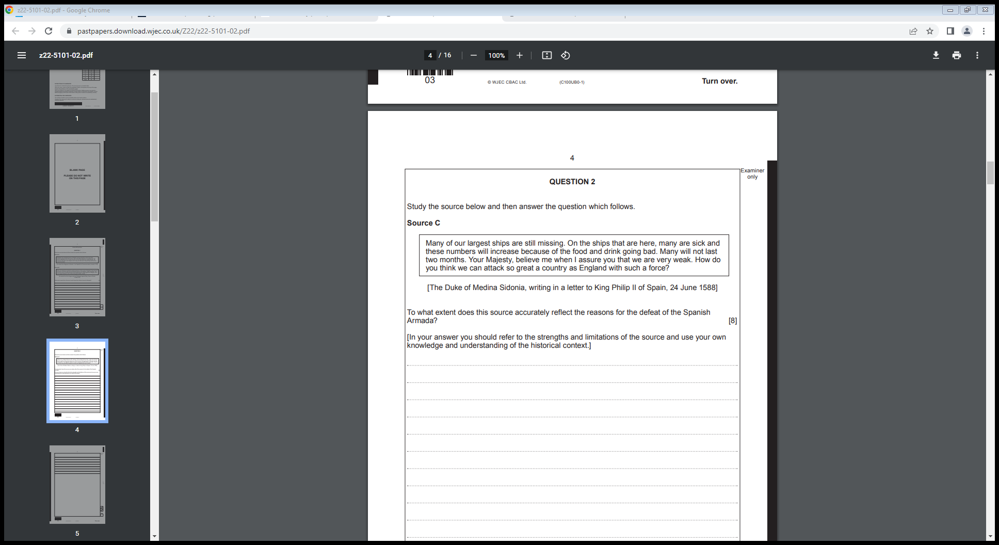 z22-5101-02.pdf - Google Chrome
pastpapers.download.wjec.co.uk/Z22/z22-5101-02.pdf
z22-5101-02.pdf
4 / 16
100%
03
© WJEC CBAC Ltd.
(C100UB0-1)
Turn over.
1
BLANK PAGE
PLEASE DO NOT WRITE
ON THIS PAGE
2
3
4
5
4
Examiner
only
QUESTION 2
Study the source below and then answer the question which follows.
Source C
Many of our largest ships are still missing. On the ships that are here, many are sick and
these numbers will increase because of the food and drink going bad. Many will not last
two months. Your Majesty, believe me when I assure you that we are very weak. How do
you think we can attack so great a country as England with such a force?
[The Duke of Medina Sidonia, writing in a letter to King Philip II of Spain, 24 June 1588]
To what extent does this source accurately reflect the reasons for the defeat of the Spanish
Armada? [8]
[In your answer you should refer to the strengths and limitations of the source and use your own
knowledge and understanding of the historical context.]